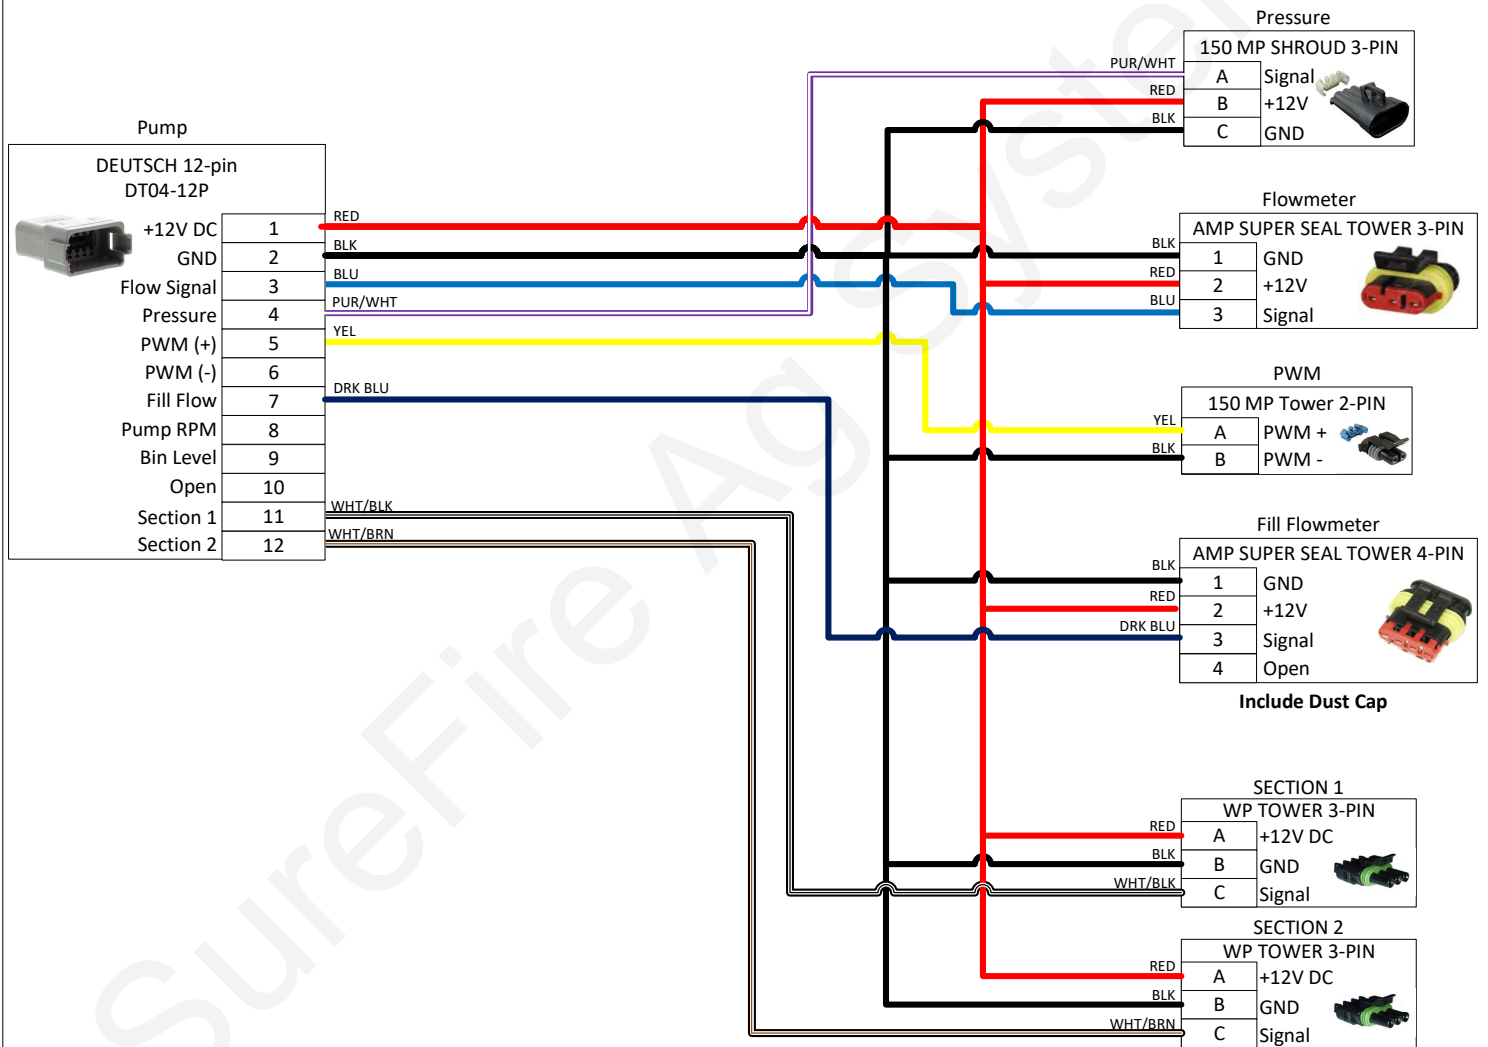 Pump
DEUTSCH 12-pin
DT04-12P
+12V DC 1 RED
GND 2 BLK
Flow Signal 3 BLU
Pressure 4 PUR/WHT
PWM (+) 5 YEL
PWM (-) 6
Fill Flow 7 DRK BLU
Pump RPM 8
Bin Level 9
Open 10
Section 1 11 WHT/BLK
Section 2 12 WHT/BRN
Pressure
150 MP SHROUD 3-PIN
PUR/WHT A Signal
RED B +12V
BLK C GND
Flowmeter
AMP SUPER SEAL TOWER 3-PIN
BLK 1 GND
RED 2 +12V
BLU 3 Signal
PWM
150 MP Tower 2-PIN
YEL A PWM +
BLK B PWM -
Fill Flowmeter
AMP SUPER SEAL TOWER 4-PIN
BLK 1 GND
RED 2 +12V
DRK BLU 3 Signal
4 Open
Include Dust Cap
SECTION 1
WP TOWER 3-PIN
RED A +12V DC
BLK B GND
WHT/BLK C Signal
SECTION 2
WP TOWER 3-PIN
RED A +12V DC
BLK B GND
WHT/BRN C Signal
SureFire Ag System